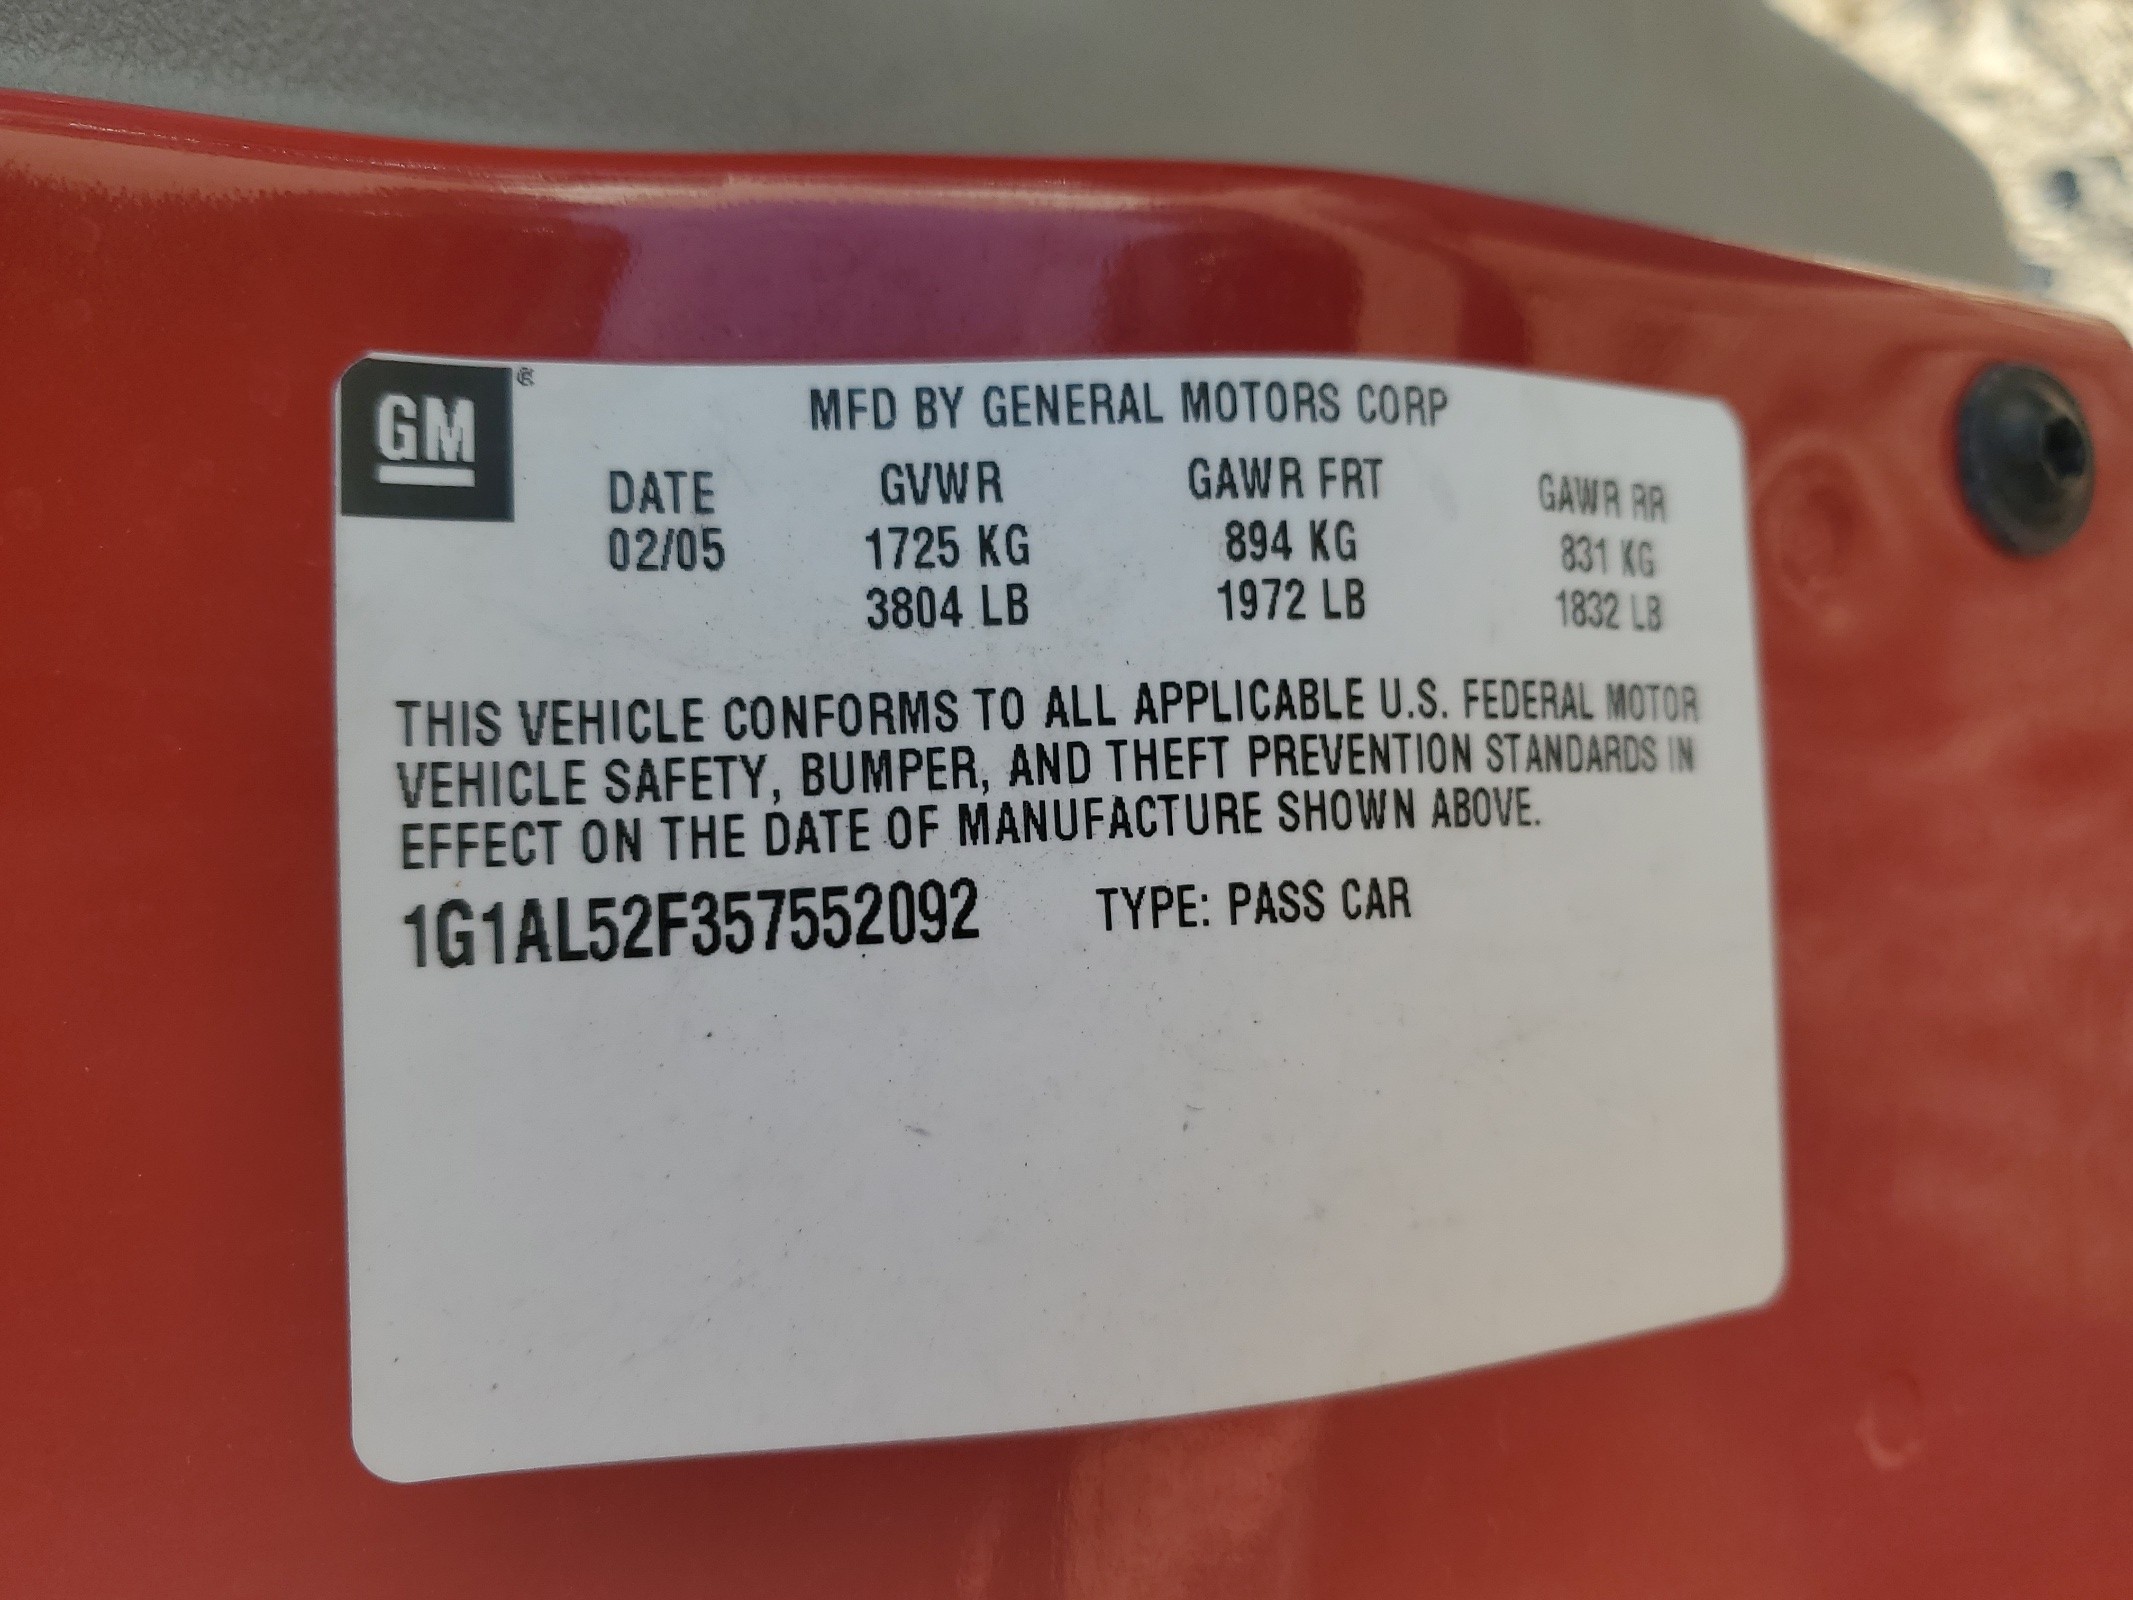 GM ®
MFD BY GENERAL MOTORS CORP
DATE GVWR GAWR FRT GAWR RR
02/05 1725 KG 894 KG 831 KG
3804 LB 1972 LB 1832 LB
THIS VEHICLE CONFORMS TO ALL APPLICABLE U.S. FEDERAL MOTOR
VEHICLE SAFETY, BUMPER, AND THEFT PREVENTION STANDARDS IN
EFFECT ON THE DATE OF MANUFACTURE SHOWN ABOVE.
1G1AL52F357552092 TYPE: PASS CAR